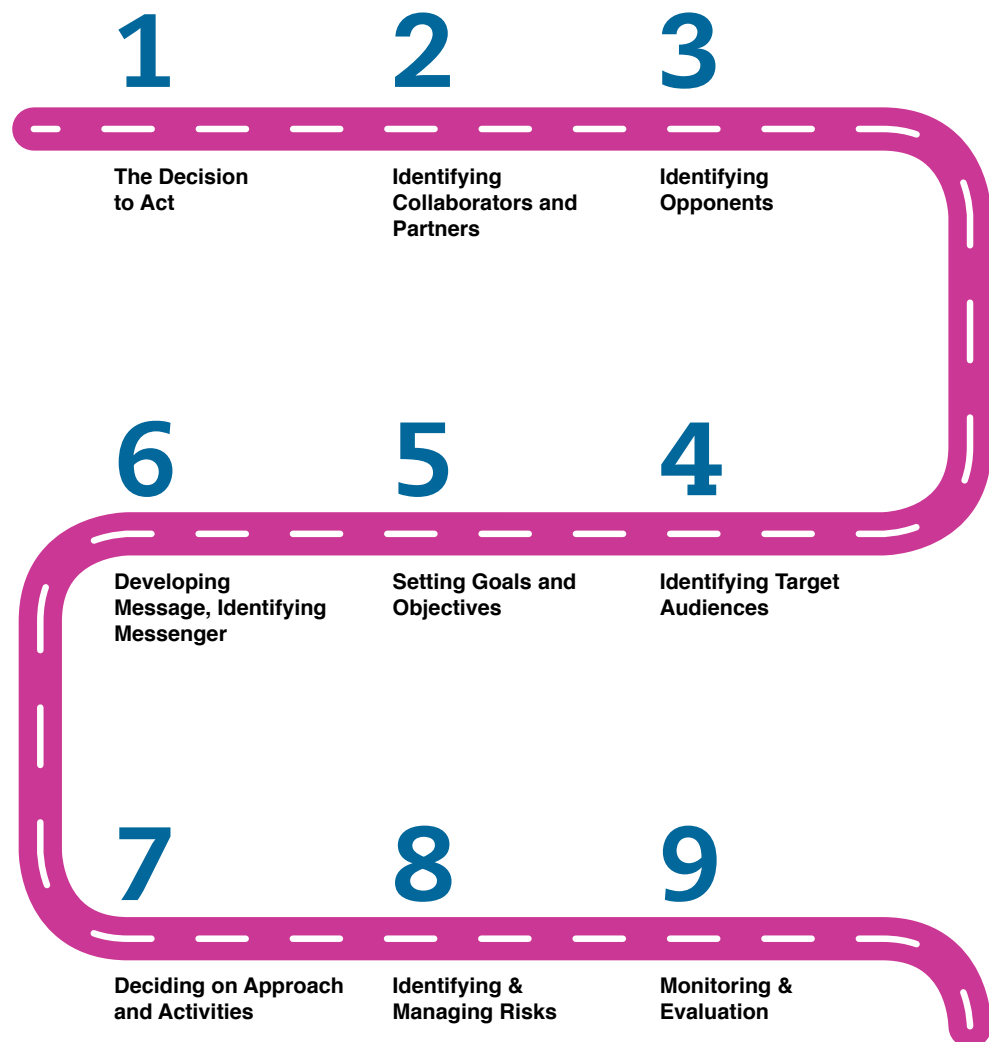 1
The Decision
to Act
2
Identifying
Collaborators and
Partners
3
Identifying
Opponents
4
Identifying Target
Audiences
5
Setting Goals and
Objectives
6
Developing
Message, Identifying
Messenger
7
Deciding on Approach
and Activities
8
Identifying &
Managing Risks
9
Monitoring &
Evaluation